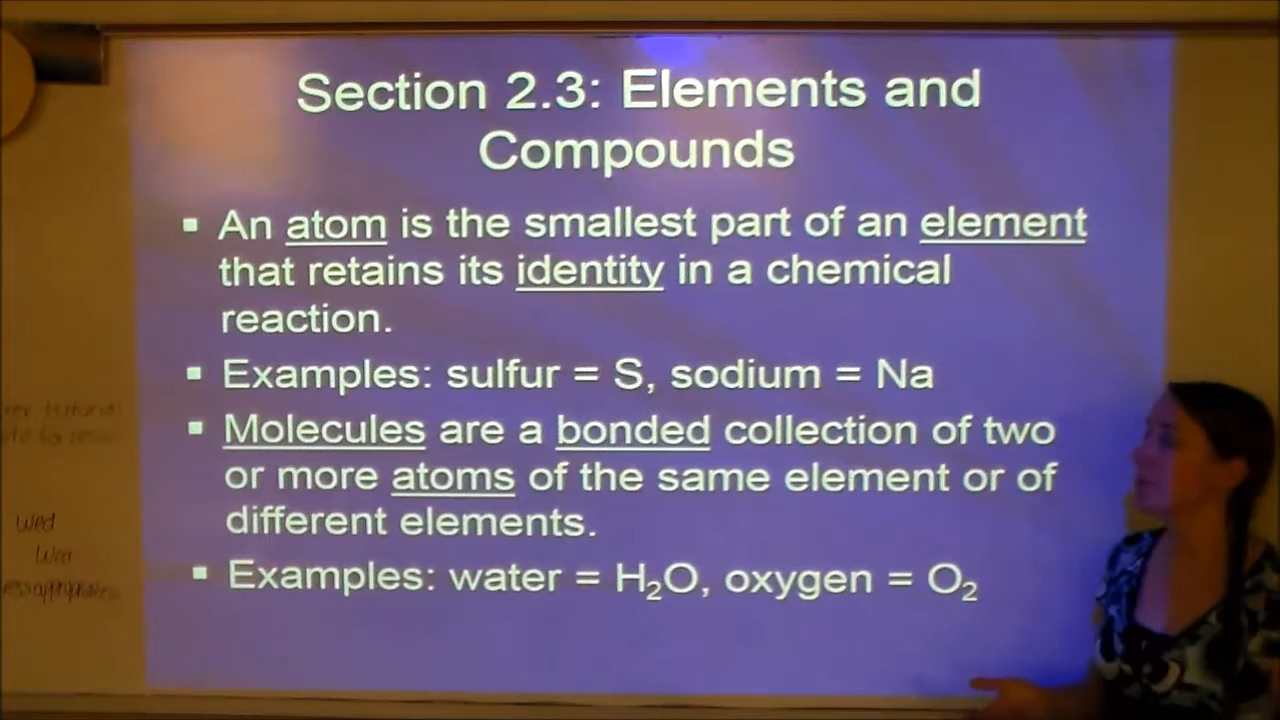 Section 2.3: Elements and
Compounds
▪ An atom is the smallest part of an element
that retains its identity in a chemical
reaction.
▪ Examples: sulfur = S, sodium = Na
▪ Molecules are a bonded collection of two
or more atoms of the same element or of
different elements.
▪ Examples: water = H₂O, oxygen = O₂
Wed